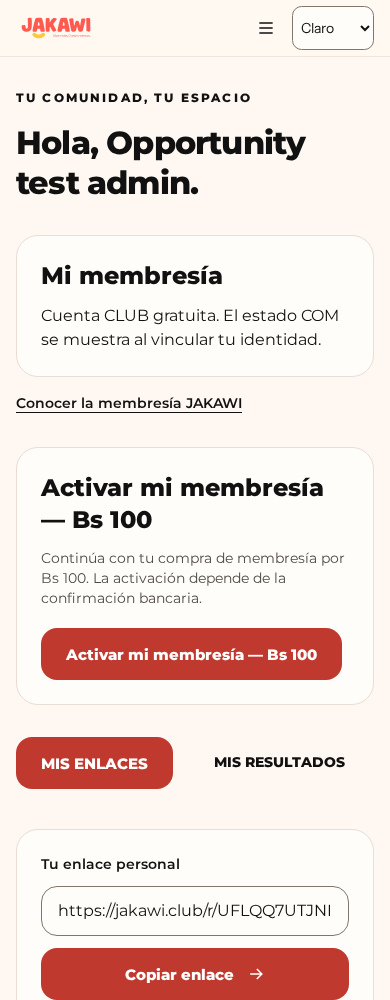 JAKAWI
Claro
TU COMUNIDAD, TU ESPACIO
Hola, Opportunity
test admin.
Mi membresía
Cuenta CLUB gratuita. El estado COM
se muestra al vincular tu identidad.
Conocer la membresía JAKAWI
Activar mi membresía
— Bs 100
Continúa con tu compra de membresía por
Bs 100. La activación depende de la
confirmación bancaria.
Activar mi membresía — Bs 100
MIS ENLACES
MIS RESULTADOS
Tu enlace personal
https://jakawi.club/r/UFLQQ7UTJNI
Copiar enlace →